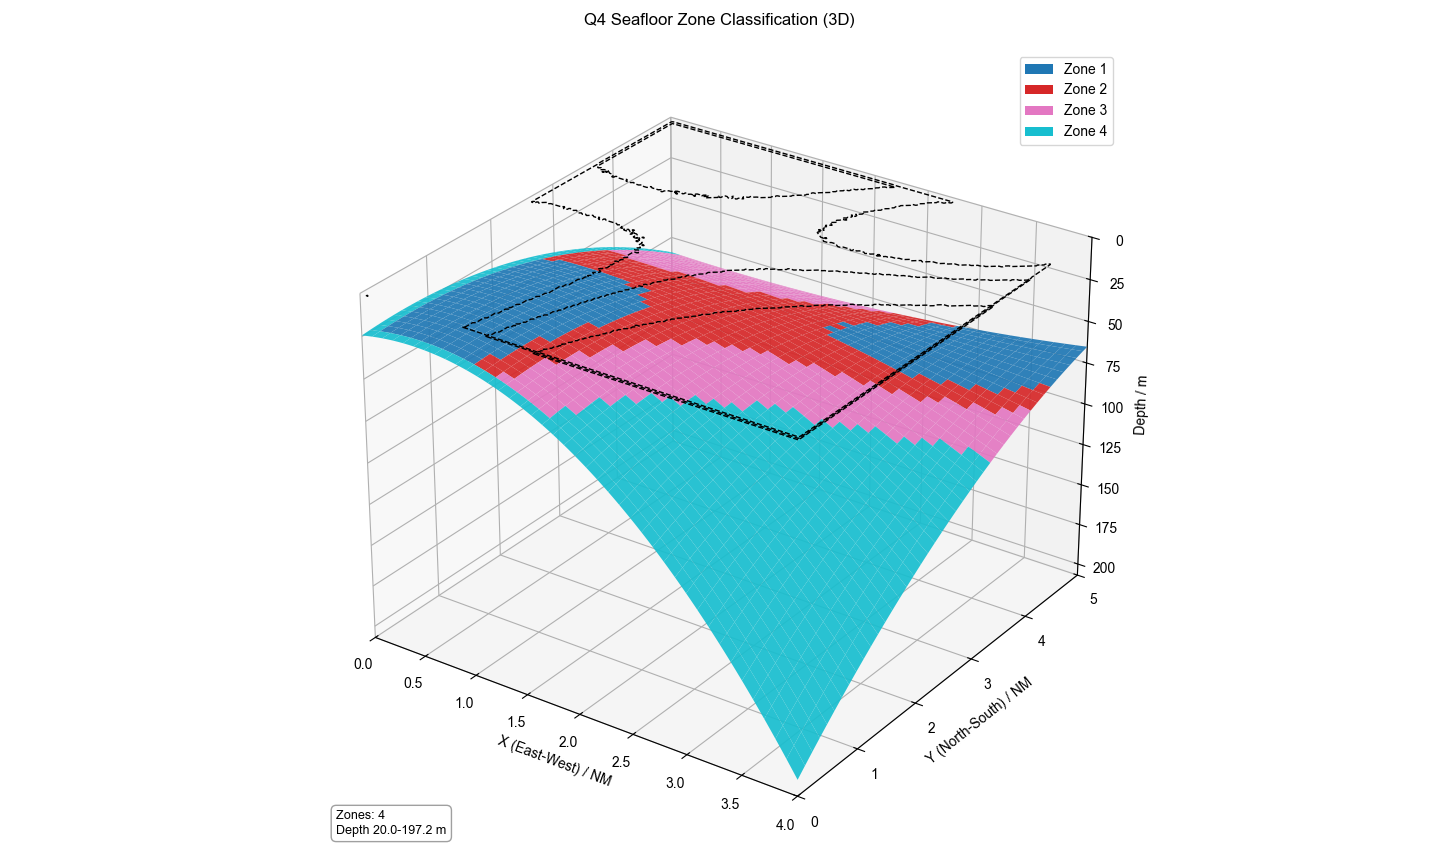 Q4 Seafloor Zone Classification (3D)
Zone 1
Zone 2
Zone 3
Zone 4
0
25
50
75
100
125
150
175
200
Depth / m
5
4
3
2
1
0
Y (North-South) / NM
0.0
0.5
1.0
1.5
2.0
2.5
3.0
3.5
4.0
X (East-West) / NM
Zones: 4
Depth 20.0-197.2 m